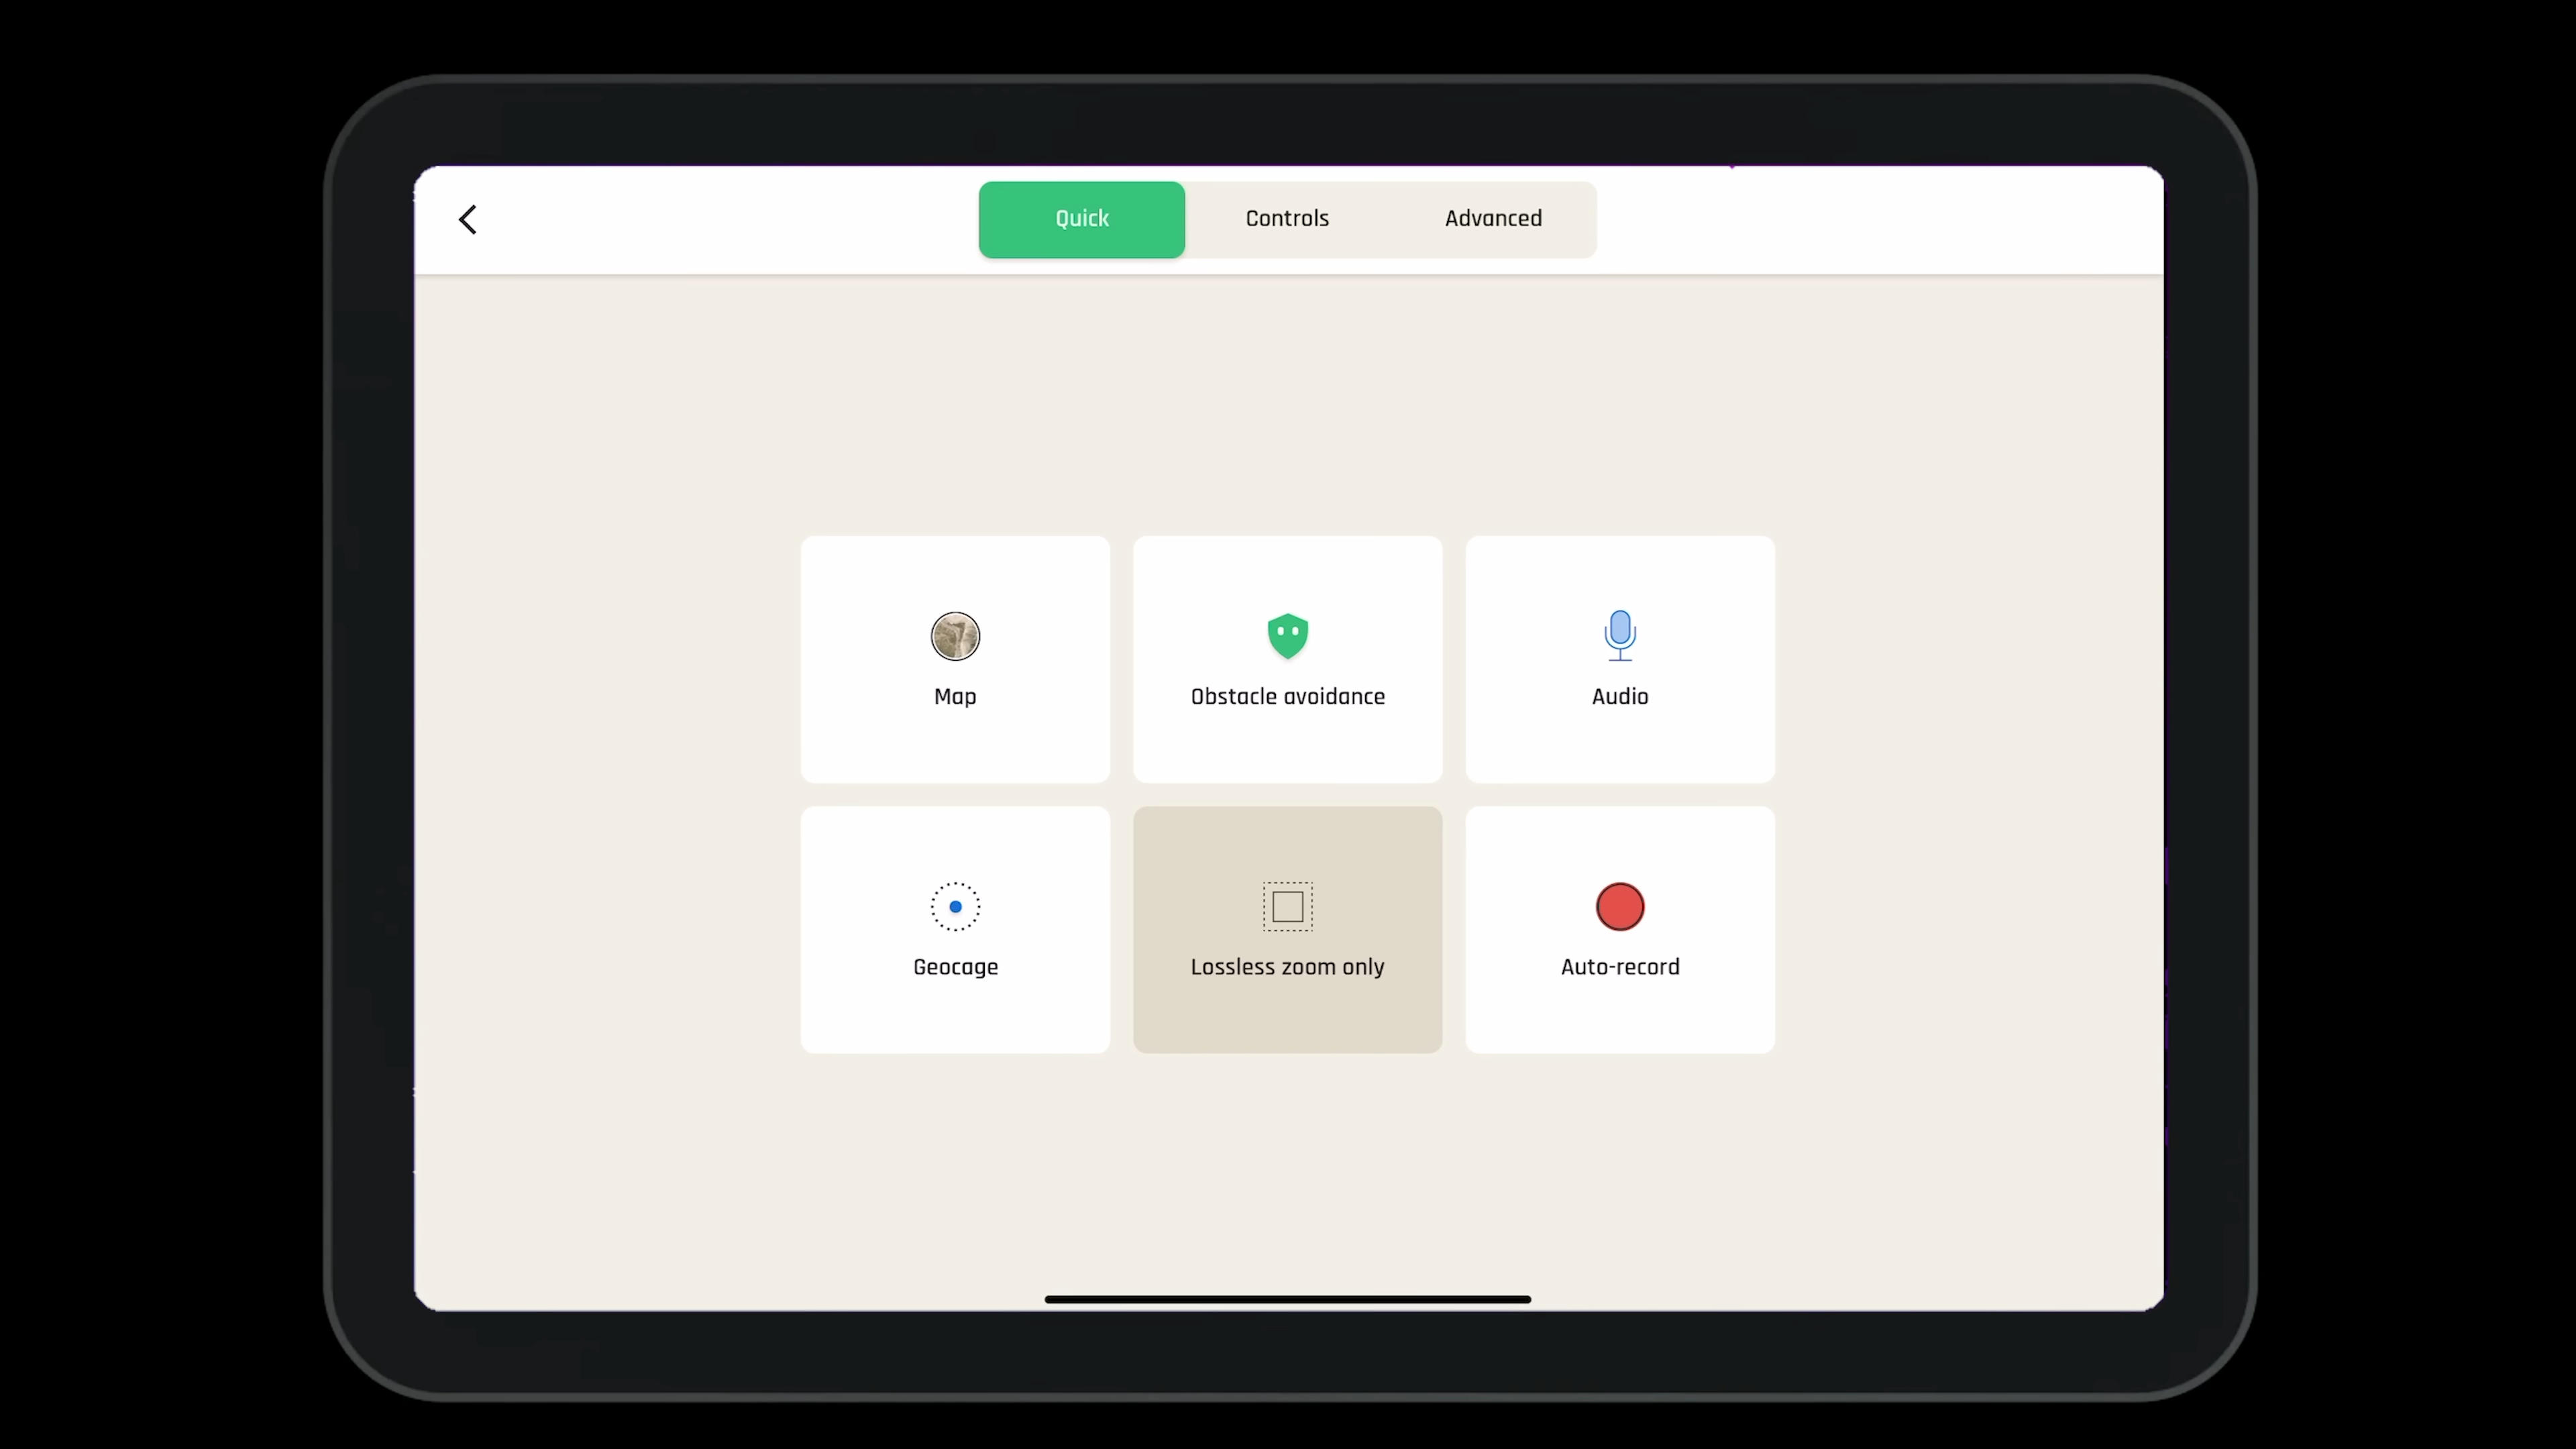 Quick
Controls
Advanced
Map
Obstacle avoidance
Audio
Geocage
Lossless zoom only
Auto-record